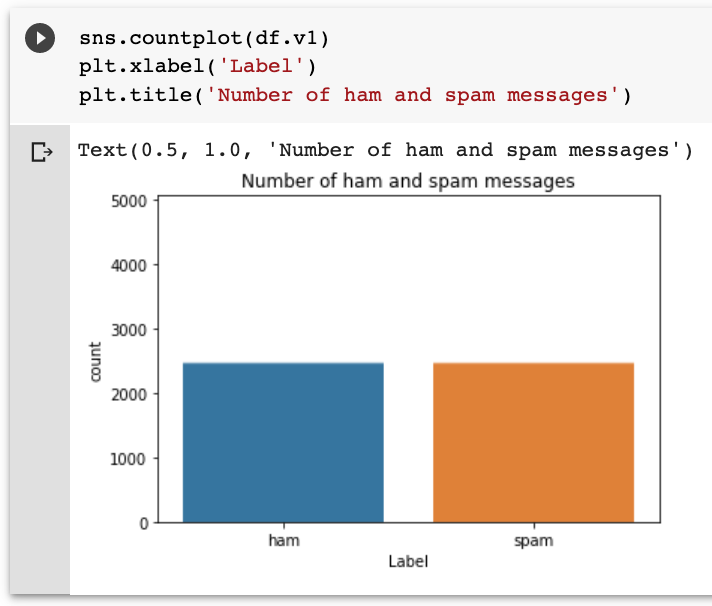 sns.countplot(df.v1)
plt.xlabel('Label')
plt.title('Number of ham and spam messages')
Text(0.5, 1.0, 'Number of ham and spam messages')
Number of ham and spam messages
5000
4000
3000
2000
1000
0
count
ham spam
Label